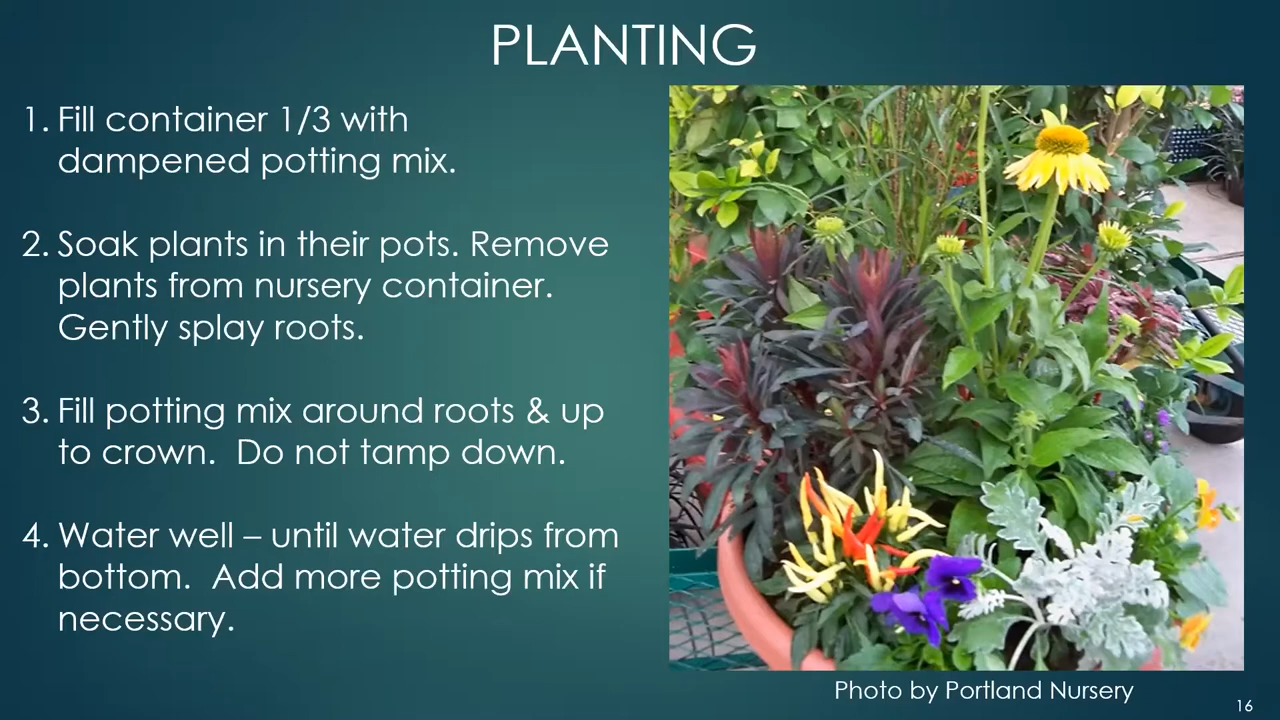 PLANTING
1. Fill container 1/3 with
dampened potting mix.
2. Soak plants in their pots. Remove
plants from nursery container.
Gently splay roots.
3. Fill potting mix around roots & up
to crown.  Do not tamp down.
4. Water well – until water drips from
bottom.  Add more potting mix if
necessary.
Photo by Portland Nursery
16